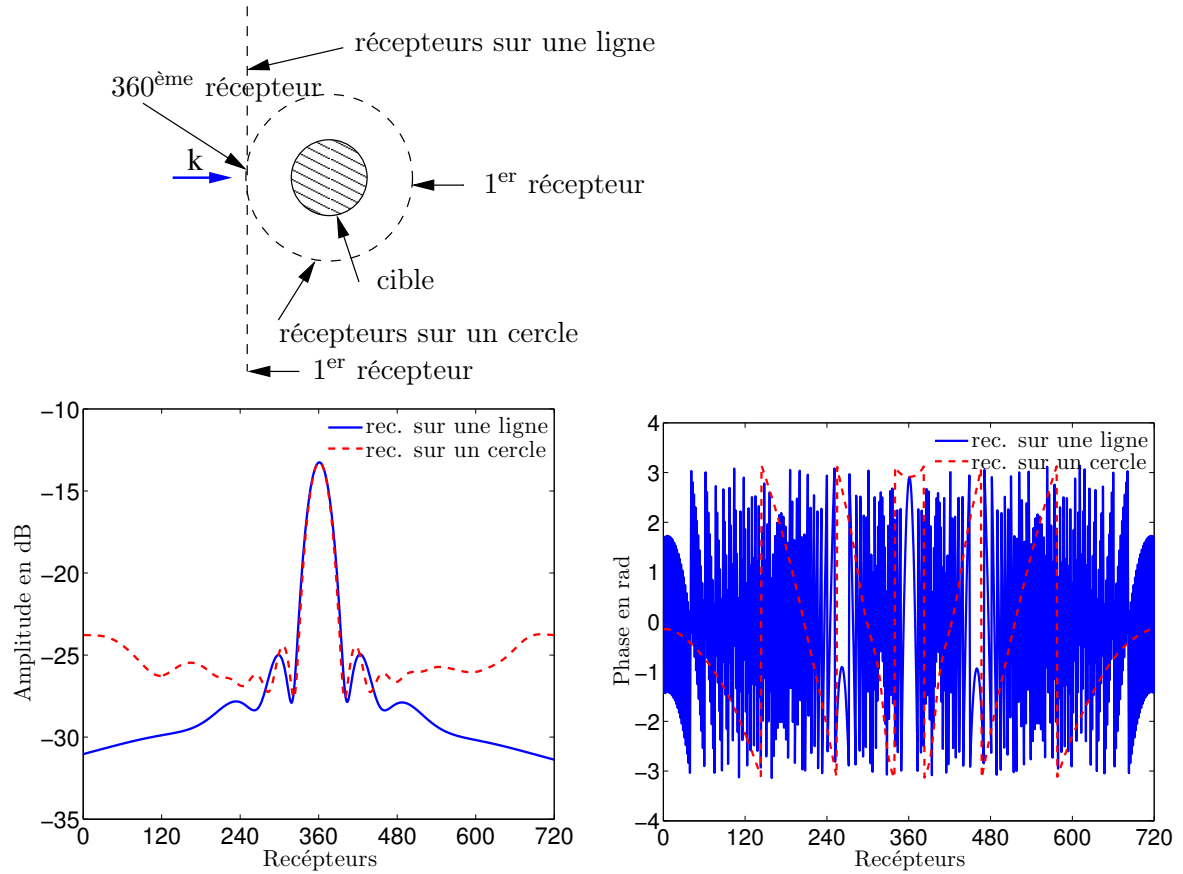 récepteurs sur une ligne
360ème récepteur
k
1er récepteur
cible
récepteurs sur un cercle
1er récepteur
−10
−15
−20
−25
−30
−35
Amplitude en dB
rec. sur une ligne
rec. sur un cercle
0 120 240 360 480 600 720
Recépteurs
4
3
2
1
0
−1
−2
−3
−4
Phase en rad
rec. sur une ligne
rec. sur un cercle
0 120 240 360 480 600 720
Recépteurs